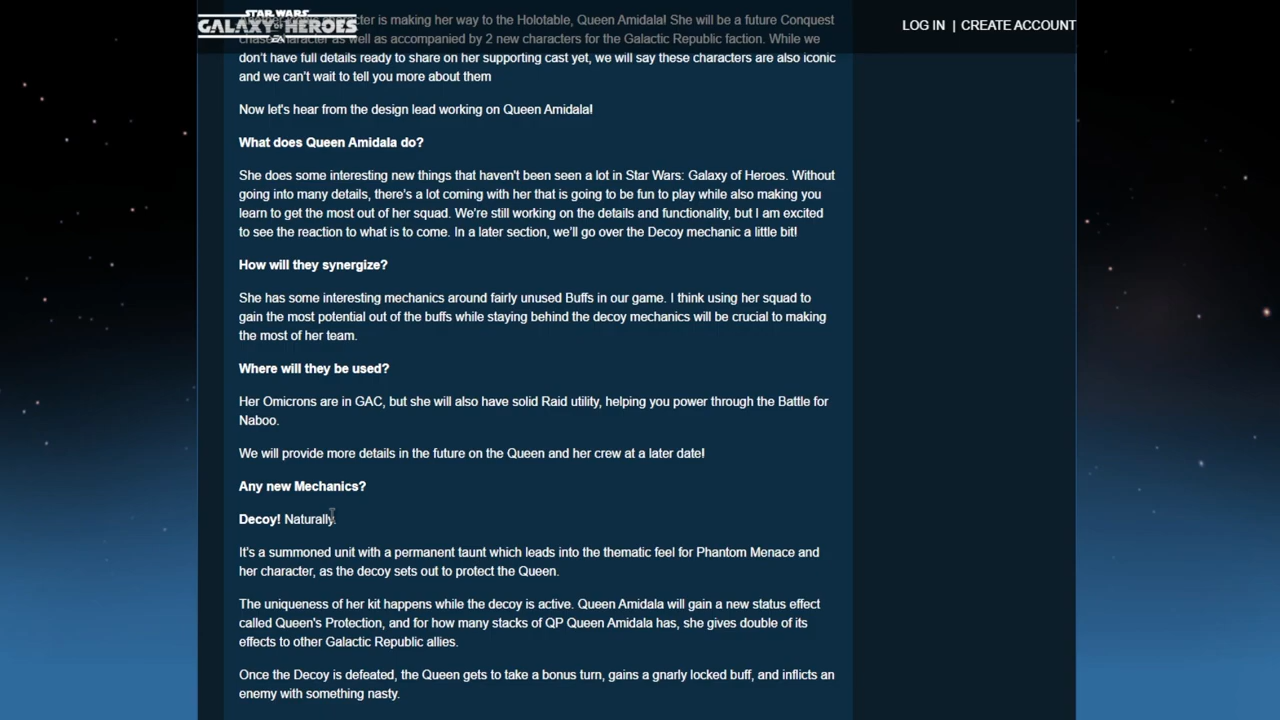 Another iconic character is making her way to the Holotable, Queen Amidala! She will be a future Conquest
STAR WARS
GALAXY OF HEROES
EA
LOG IN | CREATE ACCOUNT
chase character as well as accompanied by 2 new characters for the Galactic Republic faction. While we
don't have full details ready to share on her supporting cast yet, we will say these characters are also iconic
and we can't wait to tell you more about them
Now let's hear from the design lead working on Queen Amidala!
What does Queen Amidala do?
She does some interesting new things that haven't been seen a lot in Star Wars: Galaxy of Heroes. Without
going into many details, there's a lot coming with her that is going to be fun to play while also making you
learn to get the most out of her squad. We're still working on the details and functionality, but I am excited
to see the reaction to what is to come. In a later section, we'll go over the Decoy mechanic a little bit!
How will they synergize?
She has some interesting mechanics around fairly unused Buffs in our game. I think using her squad to
gain the most potential out of the buffs while staying behind the decoy mechanics will be crucial to making
the most of her team.
Where will they be used?
Her Omicrons are in GAC, but she will also have solid Raid utility, helping you power through the Battle for
Naboo.
We will provide more details in the future on the Queen and her crew at a later date!
Any new Mechanics?
Decoy! Naturally.
It's a summoned unit with a permanent taunt which leads into the thematic feel for Phantom Menace and
her character, as the decoy sets out to protect the Queen.
The uniqueness of her kit happens while the decoy is active. Queen Amidala will gain a new status effect
called Queen's Protection, and for how many stacks of QP Queen Amidala has, she gives double of its
effects to other Galactic Republic allies.
Once the Decoy is defeated, the Queen gets to take a bonus turn, gains a gnarly locked buff, and inflicts an
enemy with something nasty.